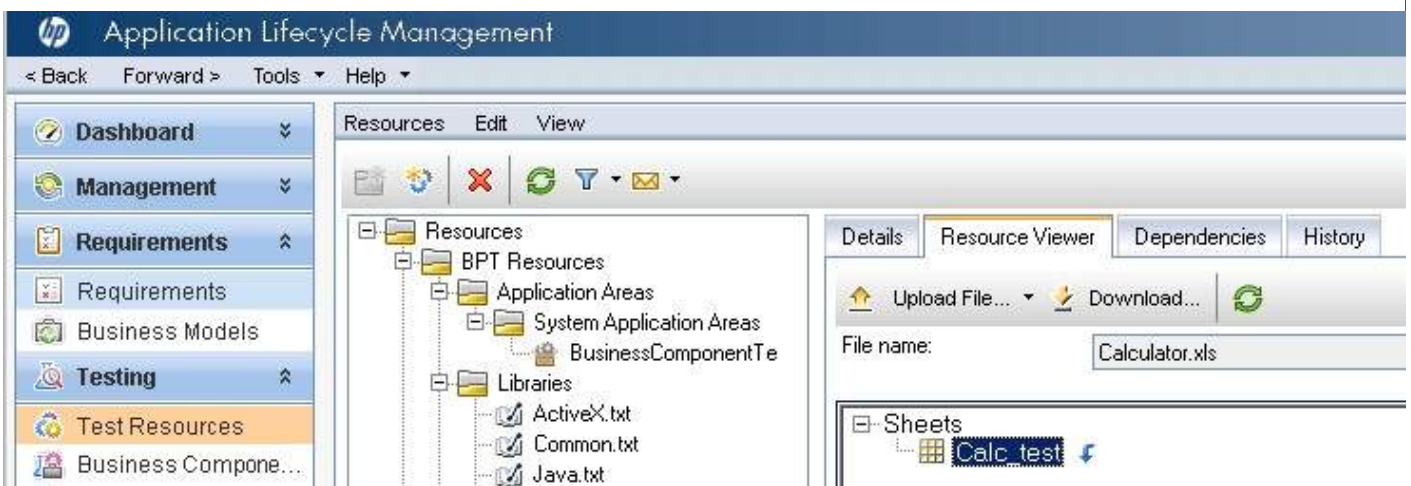 hp Application Lifecycle Management
< Back Forward > Tools Help
Dashboard
Management
Requirements
Requirements
Business Models
Testing
Test Resources
Business Compone...
Resources Edit View
Resources
BPT Resources
Application Areas
System Application Areas
BusinessComponentTe
Libraries
ActiveX.txt
Common.txt
Java.txt
Details Resource Viewer Dependencies History
Upload File... Download...
File name: Calculator.xls
Sheets
Calc_test